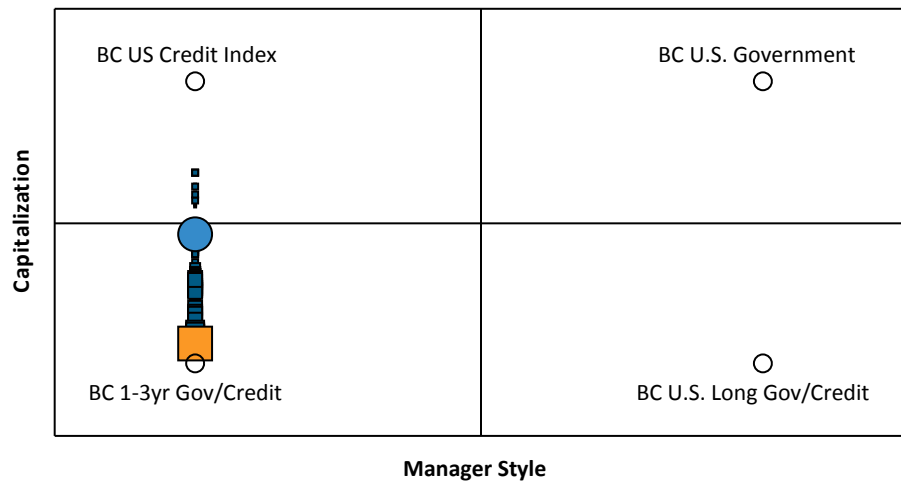 BC US Credit Index
BC U.S. Government
Capitalization
BC 1-3yr Gov/Credit
BC U.S. Long Gov/Credit
Manager Style